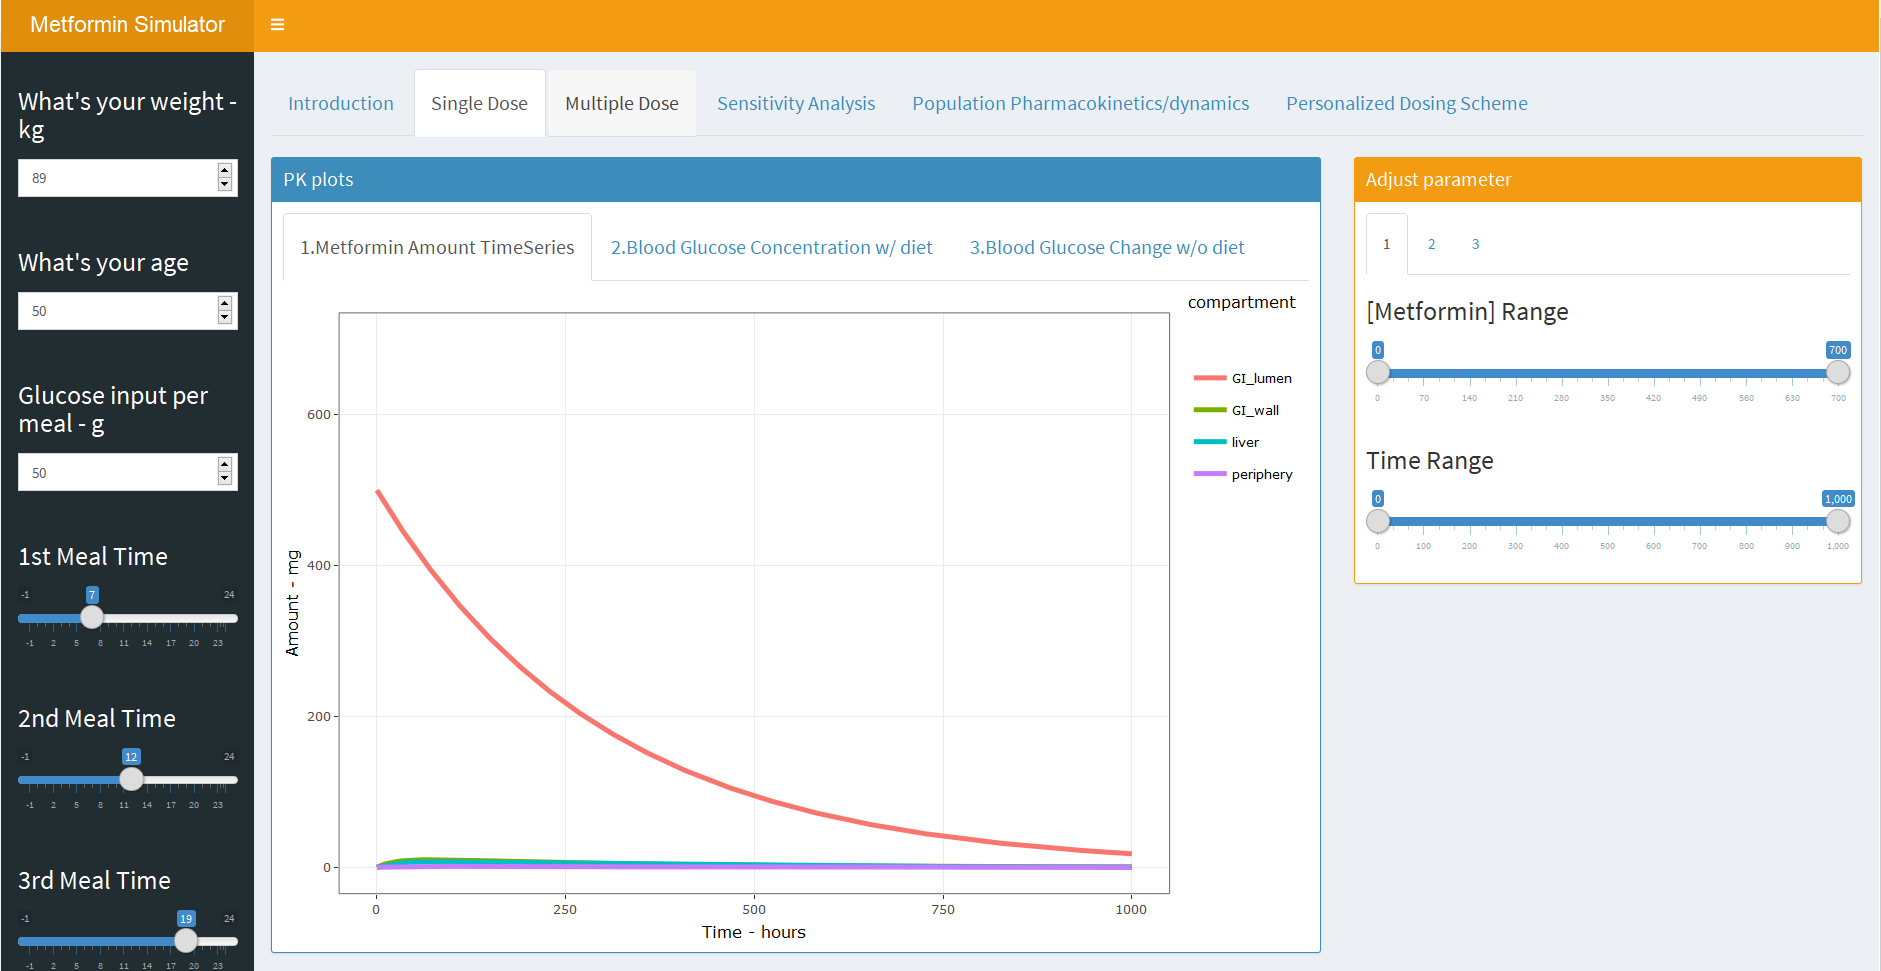 Metformin Simulator
What's your weight -
kg
89
What's your age
50
Glucose input per
meal - g
50
1st Meal Time
-1 7 24
-1 2 5 8 11 14 17 20 23
2nd Meal Time
-1 12 24
-1 2 5 8 11 14 17 20 23
3rd Meal Time
-1 19 24
-1 2 5 8 11 14 17 20 23
Introduction Single Dose Multiple Dose Sensitivity Analysis Population Pharmacokinetics/dynamics Personalized Dosing Scheme
PK plots
1.Metformin Amount TimeSeries 2.Blood Glucose Concentration w/ diet 3.Blood Glucose Change w/o diet
compartment
GI_lumen
GI_wall
liver
periphery
600
400
200
0
Amount - mg
0 250 500 750 1000
Time - hours
Adjust parameter
1 2 3
[Metformin] Range
0 700
0 70 140 210 280 350 420 490 560 630 700
Time Range
0 1,000
0 100 200 300 400 500 600 700 800 900 1,000